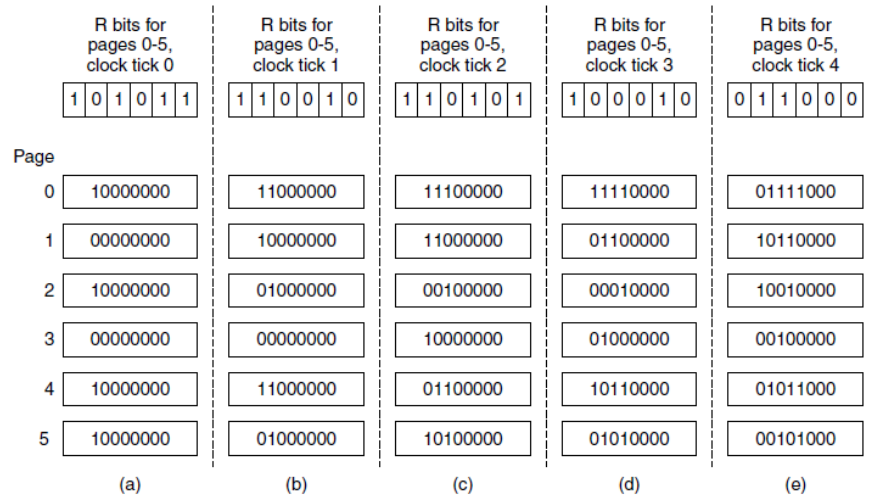 R bits for R bits for R bits for R bits for R bits for
pages 0-5, pages 0-5, pages 0-5, pages 0-5, pages 0-5,
clock tick 0 clock tick 1 clock tick 2 clock tick 3 clock tick 4
1 0 1 0 1 1 1 1 0 0 1 0 1 1 0 1 0 1 1 0 0 0 1 0 0 1 1 0 0 0
Page
0 10000000 11000000 11100000 11110000 01111000
1 00000000 10000000 11000000 01100000 10110000
2 10000000 01000000 00100000 00010000 10010000
3 00000000 00000000 10000000 01000000 00100000
4 10000000 11000000 01100000 10110000 01011000
5 10000000 01000000 10100000 01010000 00101000
(a) (b) (c) (d) (e)